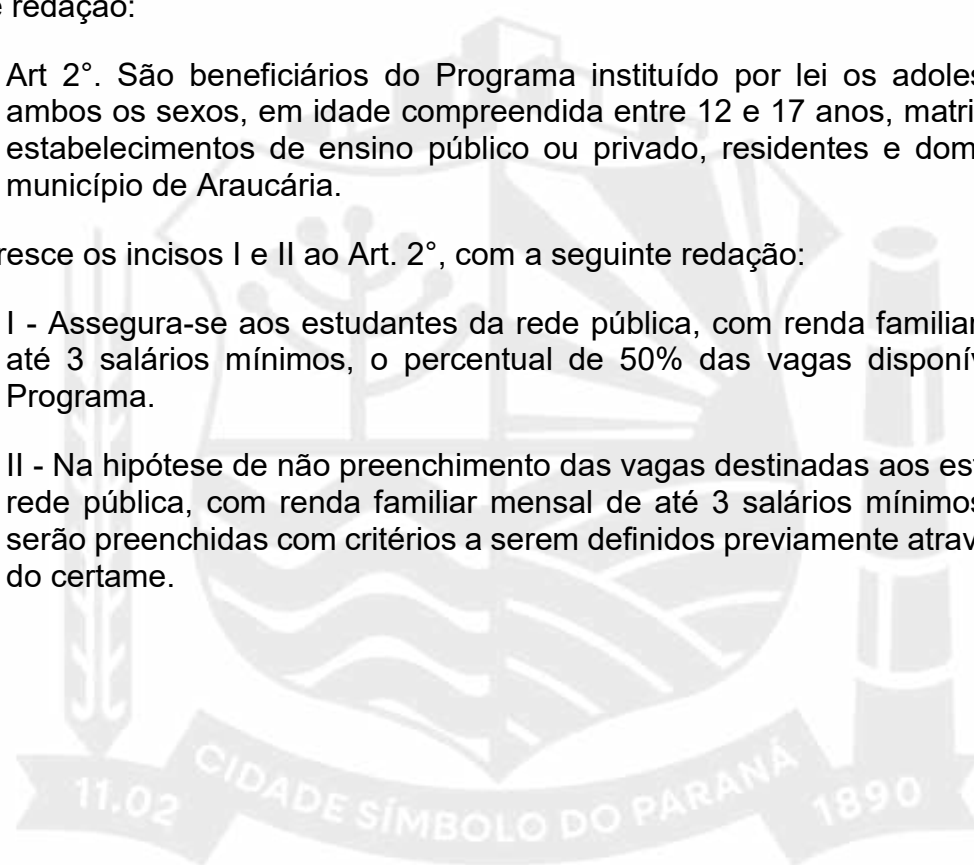 e redação:
Art 2°. São beneficiários do Programa instituído por lei os adoles
ambos os sexos, em idade compreendida entre 12 e 17 anos, matri
estabelecimentos de ensino público ou privado, residentes e dom
município de Araucária.
resce os incisos I e II ao Art. 2°, com a seguinte redação:
I - Assegura-se aos estudantes da rede pública, com renda familiar
até 3 salários mínimos, o percentual de 50% das vagas disponív
Programa.
II - Na hipótese de não preenchimento das vagas destinadas aos est
rede pública, com renda familiar mensal de até 3 salários mínimos
serão preenchidas com critérios a serem definidos previamente atrav
do certame.
11.02 CIDADE SÍMBOLO DO PARANÁ 1890